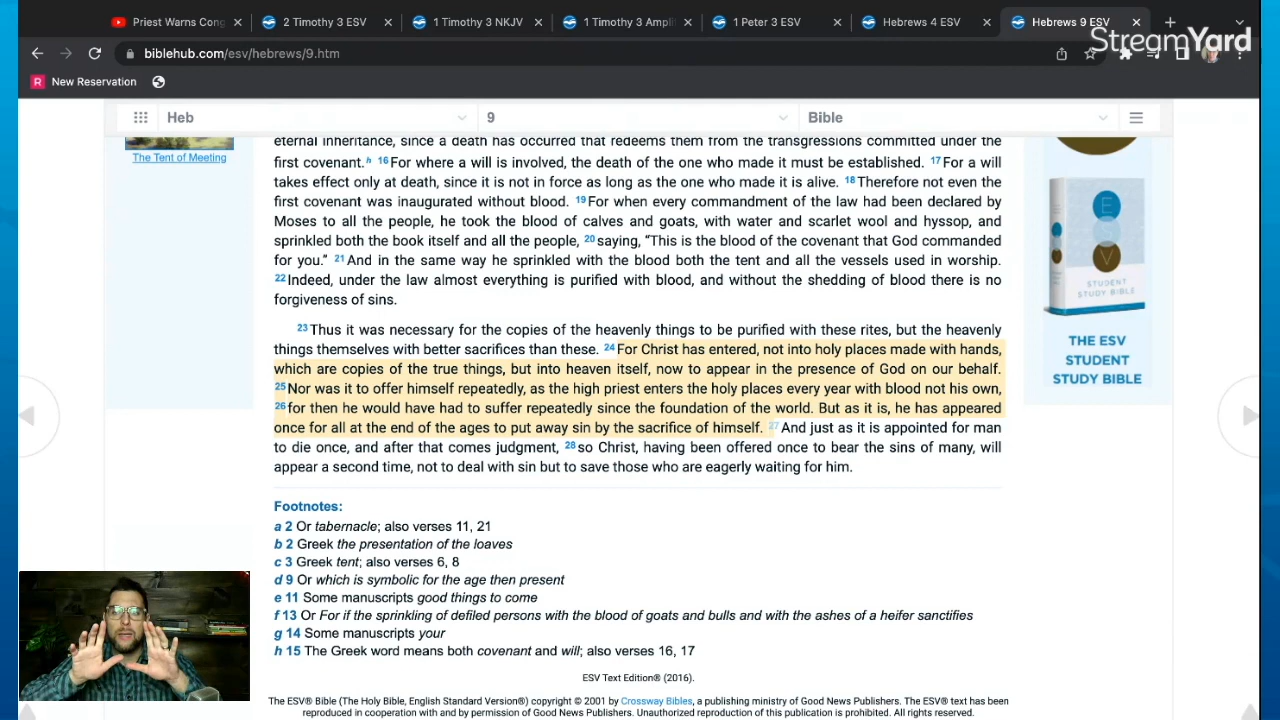 Priest Warns Cong
2 Timothy 3 ESV
1 Timothy 3 NKJV
1 Timothy 3 Ampli
1 Peter 3 ESV
Hebrews 4 ESV
Hebrews 9 ESV
StreamYard
biblehub.com/esv/hebrews/9.htm
New Reservation
Heb
9
Bible
The Tent of Meeting
eternal inheritance, since a death has occurred that redeems them from the transgressions committed under the
first covenant. h 16 For where a will is involved, the death of the one who made it must be established. 17 For a will
takes effect only at death, since it is not in force as long as the one who made it is alive. 18 Therefore not even the
first covenant was inaugurated without blood. 19 For when every commandment of the law had been declared by
Moses to all the people, he took the blood of calves and goats, with water and scarlet wool and hyssop, and
sprinkled both the book itself and all the people, 20 saying, “This is the blood of the covenant that God commanded
for you.” 21 And in the same way he sprinkled with the blood both the tent and all the vessels used in worship.
22 Indeed, under the law almost everything is purified with blood, and without the shedding of blood there is no
forgiveness of sins.
23 Thus it was necessary for the copies of the heavenly things to be purified with these rites, but the heavenly
things themselves with better sacrifices than these. 24 For Christ has entered, not into holy places made with hands,
which are copies of the true things, but into heaven itself, now to appear in the presence of God on our behalf.
25 Nor was it to offer himself repeatedly, as the high priest enters the holy places every year with blood not his own,
26 for then he would have had to suffer repeatedly since the foundation of the world. But as it is, he has appeared
once for all at the end of the ages to put away sin by the sacrifice of himself. 27 And just as it is appointed for man
to die once, and after that comes judgment, 28 so Christ, having been offered once to bear the sins of many, will
appear a second time, not to deal with sin but to save those who are eagerly waiting for him.
Footnotes:
a 2 Or tabernacle; also verses 11, 21
b 2 Greek the presentation of the loaves
c 3 Greek tent; also verses 6, 8
d 9 Or which is symbolic for the age then present
e 11 Some manuscripts good things to come
f 13 Or For if the sprinkling of defiled persons with the blood of goats and bulls and with the ashes of a heifer sanctifies
g 14 Some manuscripts your
h 15 The Greek word means both covenant and will; also verses 16, 17
ESV Text Edition® (2016).
The ESV® Bible (The Holy Bible, English Standard Version®) copyright © 2001 by Crossway Bibles, a publishing ministry of Good News Publishers. The ESV® text has been
reproduced in cooperation with and by permission of Good News Publishers. Unauthorized reproduction of this publication is prohibited. All rights reserved.
E
S
V
STUDENT
STUDY BIBLE
THE ESV
STUDENT
STUDY BIBLE